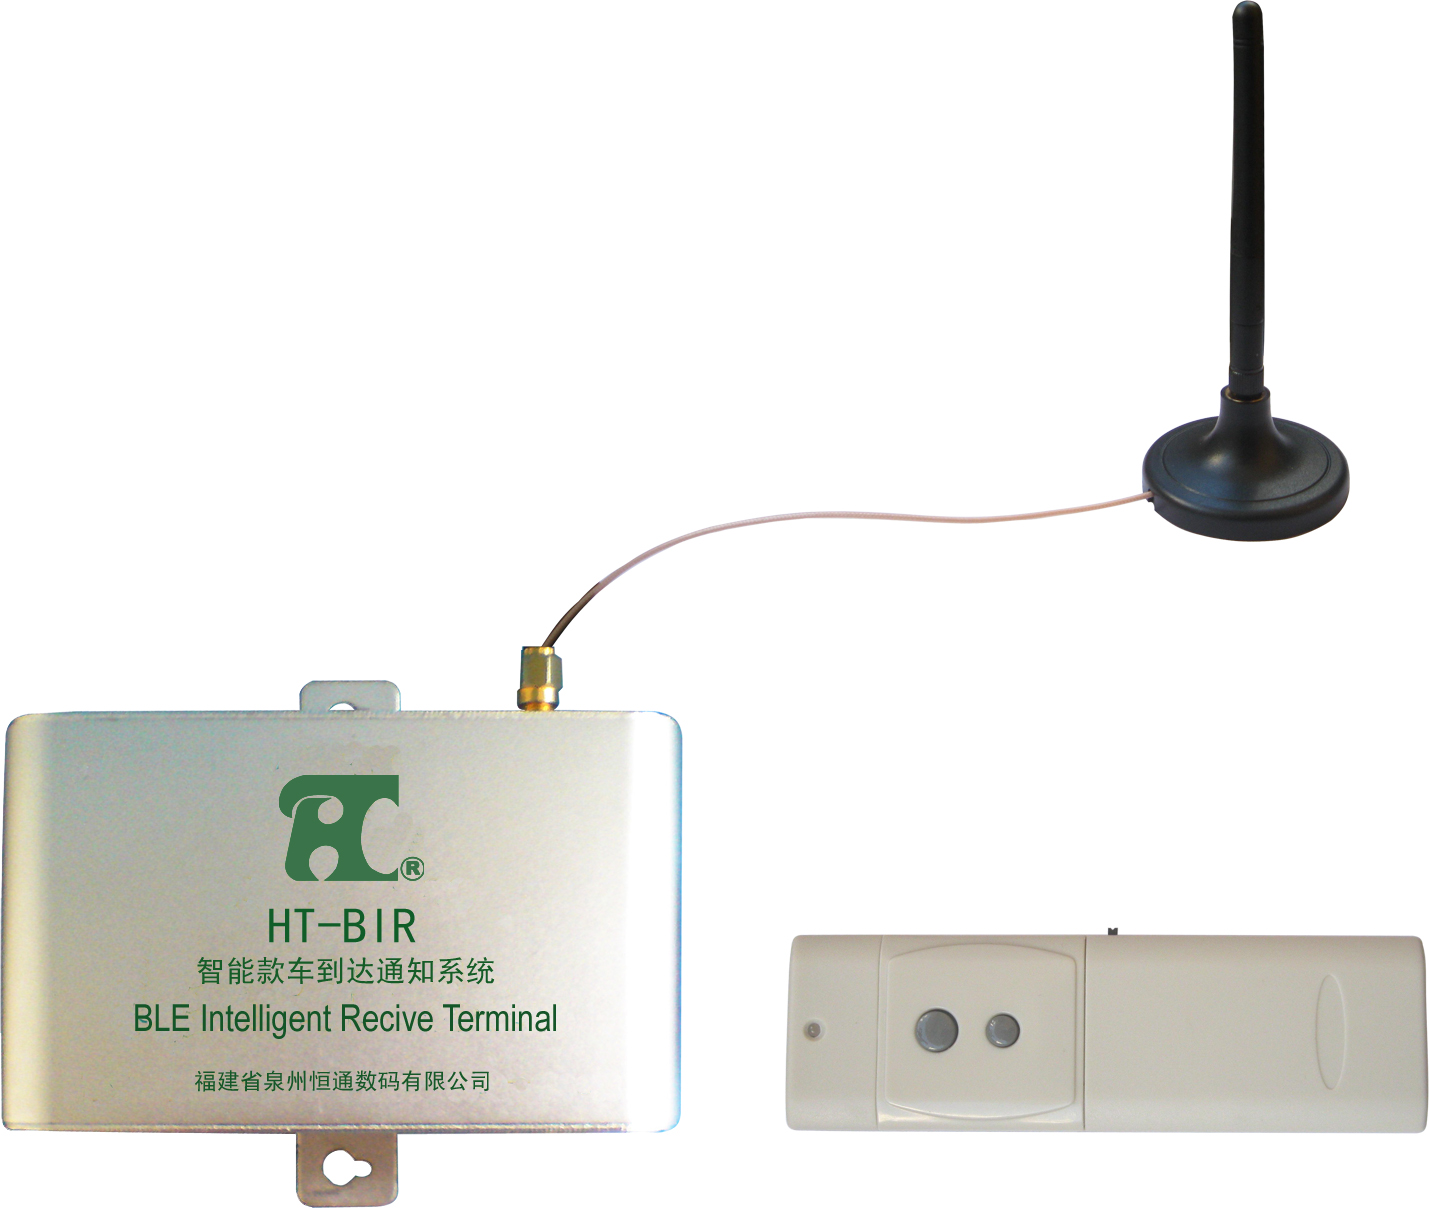 HC®
HT-BIR
智能款车到达通知系统
BLE Intelligent Recive Terminal
福建省泉州恒通数码有限公司